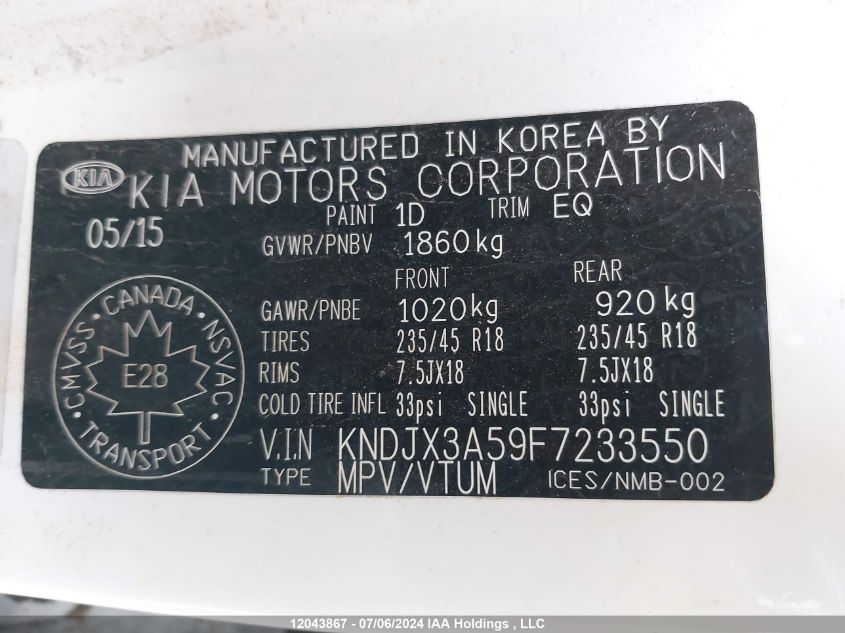 MANUFACTURED IN KOREA BY
KIA KIA MOTORS CORPORATION
05/15 PAINT 1D TRIM EQ
GVWR/PNBV 1860kg
FRONT REAR
GAWR/PNBE 1020kg 920kg
TIRES 235/45 R18 235/45 R18
RIMS 7.5JX18 7.5JX18
COLD TIRE INFL 33psi SINGLE 33psi SINGLE
V.I.N KNDJX3A59F7233550
TYPE MPV/VTUM ICES/NMB-002
CMVSS · CANADA · NSVAC · TRANSPORT ·
E28
12043867 - 07/06/2024 IAA Holdings , LLC